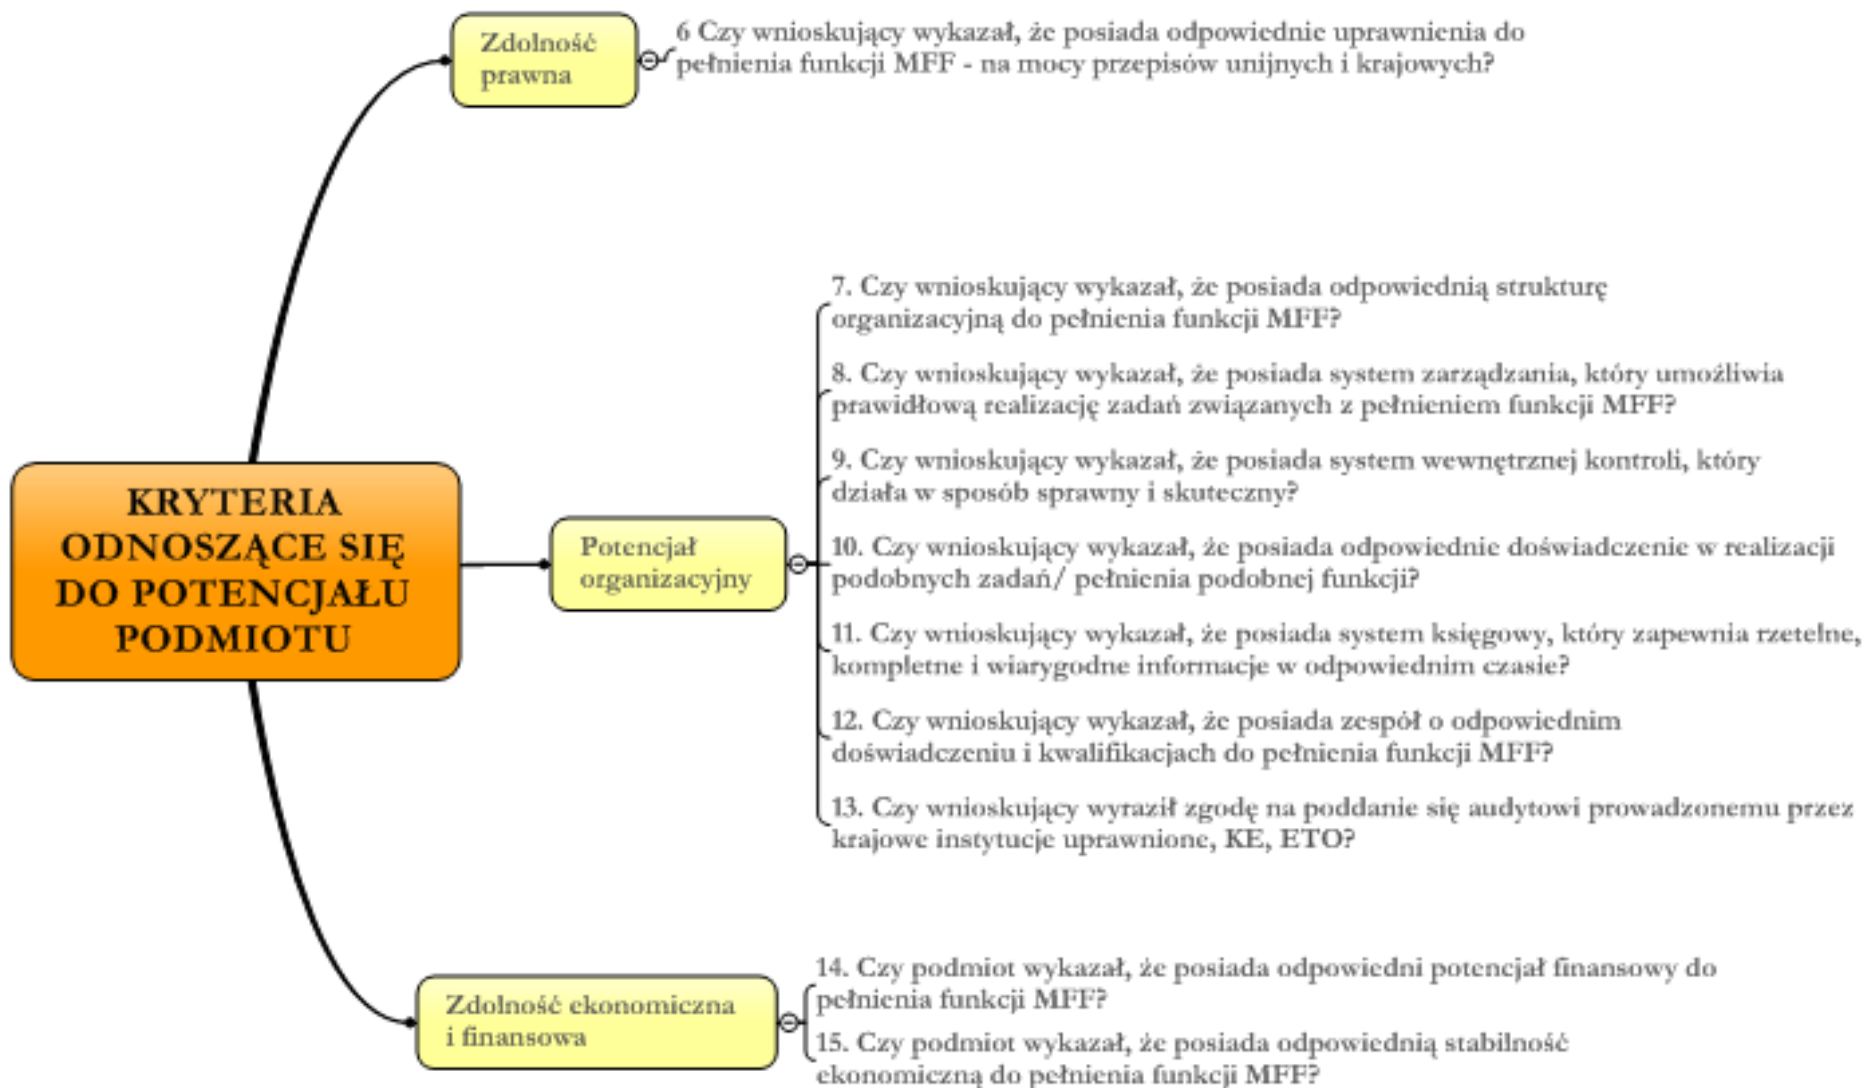 Zdolność
prawna
6 Czy wnioskujący wykazał, że posiada odpowiednie uprawnienia do
pełnienia funkcji MFF - na mocy przepisów unijnych i krajowych?
KRYTERIA
ODNOSZĄCE SIĘ
DO POTENCJAŁU
PODMIOTU
Potencjał
organizacyjny
7. Czy wnioskujący wykazał, że posiada odpowiednią strukturę
organizacyjną do pełnienia funkcji MFF?
8. Czy wnioskujący wykazał, że posiada system zarządzania, który umożliwia
prawidłową realizację zadań związanych z pełnieniem funkcji MFF?
9. Czy wnioskujący wykazał, że posiada system wewnętrznej kontroli, który
działa w sposób sprawny i skuteczny?
10. Czy wnioskujący wykazał, że posiada odpowiednie doświadczenie w realizacji
podobnych zadań/ pełnienia podobnej funkcji?
11. Czy wnioskujący wykazał, że posiada system księgowy, który zapewnia rzetelne,
kompletne i wiarygodne informacje w odpowiednim czasie?
12. Czy wnioskujący wykazał, że posiada zespół o odpowiednim
doświadczeniu i kwalifikacjach do pełnienia funkcji MFF?
13. Czy wnioskujący wyraził zgodę na poddanie się audytowi prowadzonemu przez
krajowe instytucje uprawnione, KE, ETO?
Zdolność ekonomiczna
i finansowa
14. Czy podmiot wykazał, że posiada odpowiedni potencjał finansowy do
pełnienia funkcji MFF?
15. Czy podmiot wykazał, że posiada odpowiednią stabilność
ekonomiczną do pełnienia funkcji MFF?